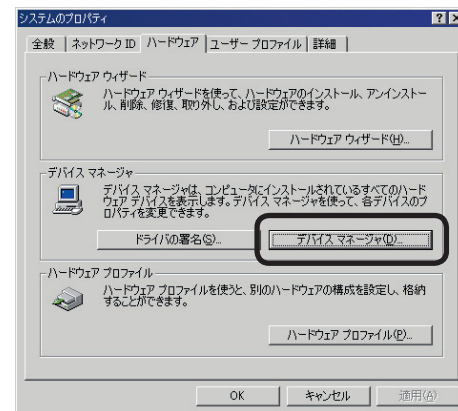 システムのプロパティ
全般 ネットワーク ID ハードウェア ユーザー プロファイル 詳細
ハードウェア ウィザード
ハードウェア ウィザードを使って、ハードウェアのインストール、アンインストー
ル、削除、修復、取り外し、および設定ができます。
ハードウェア ウィザード(H)...
デバイス マネージャ
デバイス マネージャは、コンピュータにインストールされているすべてのハード
ウェア デバイスを表示します。デバイス マネージャを使って、各デバイスのプ
ロパティを変更できます。
ドライバの署名(S)... デバイス マネージャ(D)...
ハードウェア プロファイル
ハードウェア プロファイルを使うと、別のハードウェアの構成を設定し、格納
することができます。
ハードウェア プロファイル(P)...
OK キャンセル 適用(A)